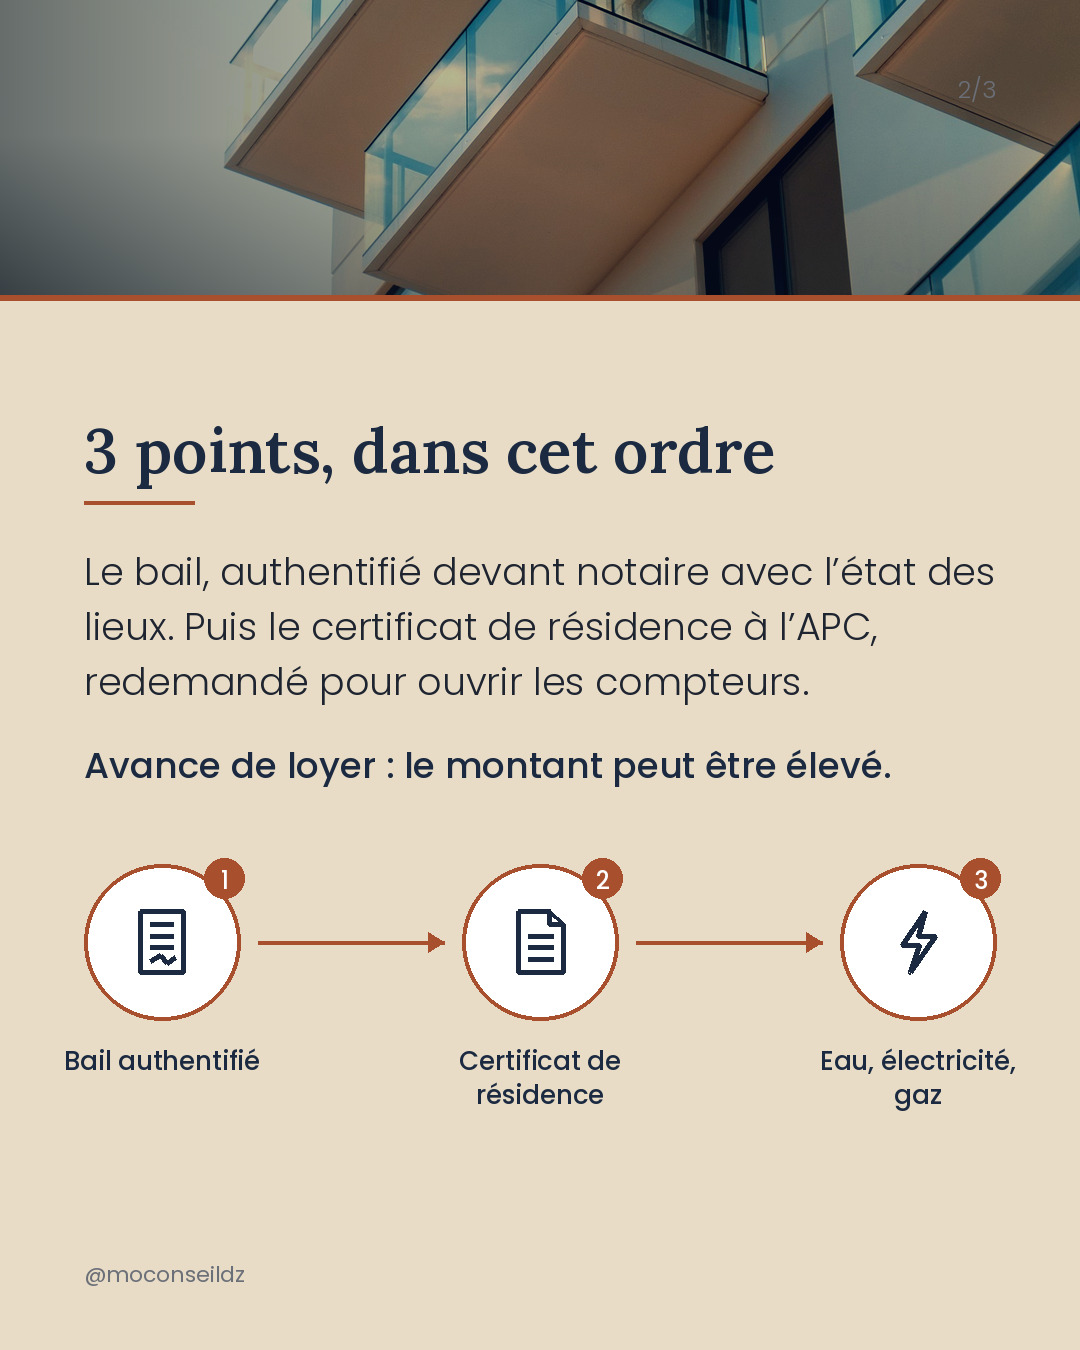 2/3
3 points, dans cet ordre
Le bail, authentifié devant notaire avec l’état des
lieux. Puis le certificat de résidence à l’APC,
redemandé pour ouvrir les compteurs.
Avance de loyer : le montant peut être élevé.
1
2
3
Bail authentifié
Certificat de
résidence
Eau, électricité,
gaz
@moconseildz